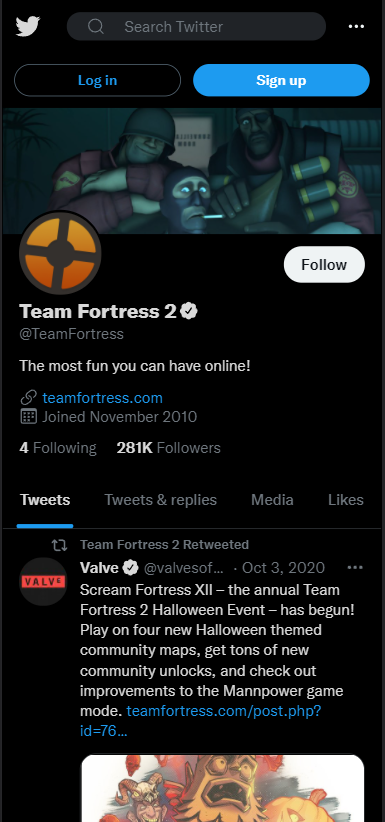 Search Twitter
Log in
Sign up
Follow
Team Fortress 2
@TeamFortress
The most fun you can have online!
teamfortress.com
Joined November 2010
4 Following 281K Followers
Tweets Tweets & replies Media Likes
Team Fortress 2 Retweeted
Valve @valvesof... · Oct 3, 2020
VALVE
Scream Fortress XII – the annual Team
Fortress 2 Halloween Event – has begun!
Play on four new Halloween themed
community maps, get tons of new
community unlocks, and check out
improvements to the Mannpower game
mode. teamfortress.com/post.php?
id=76...